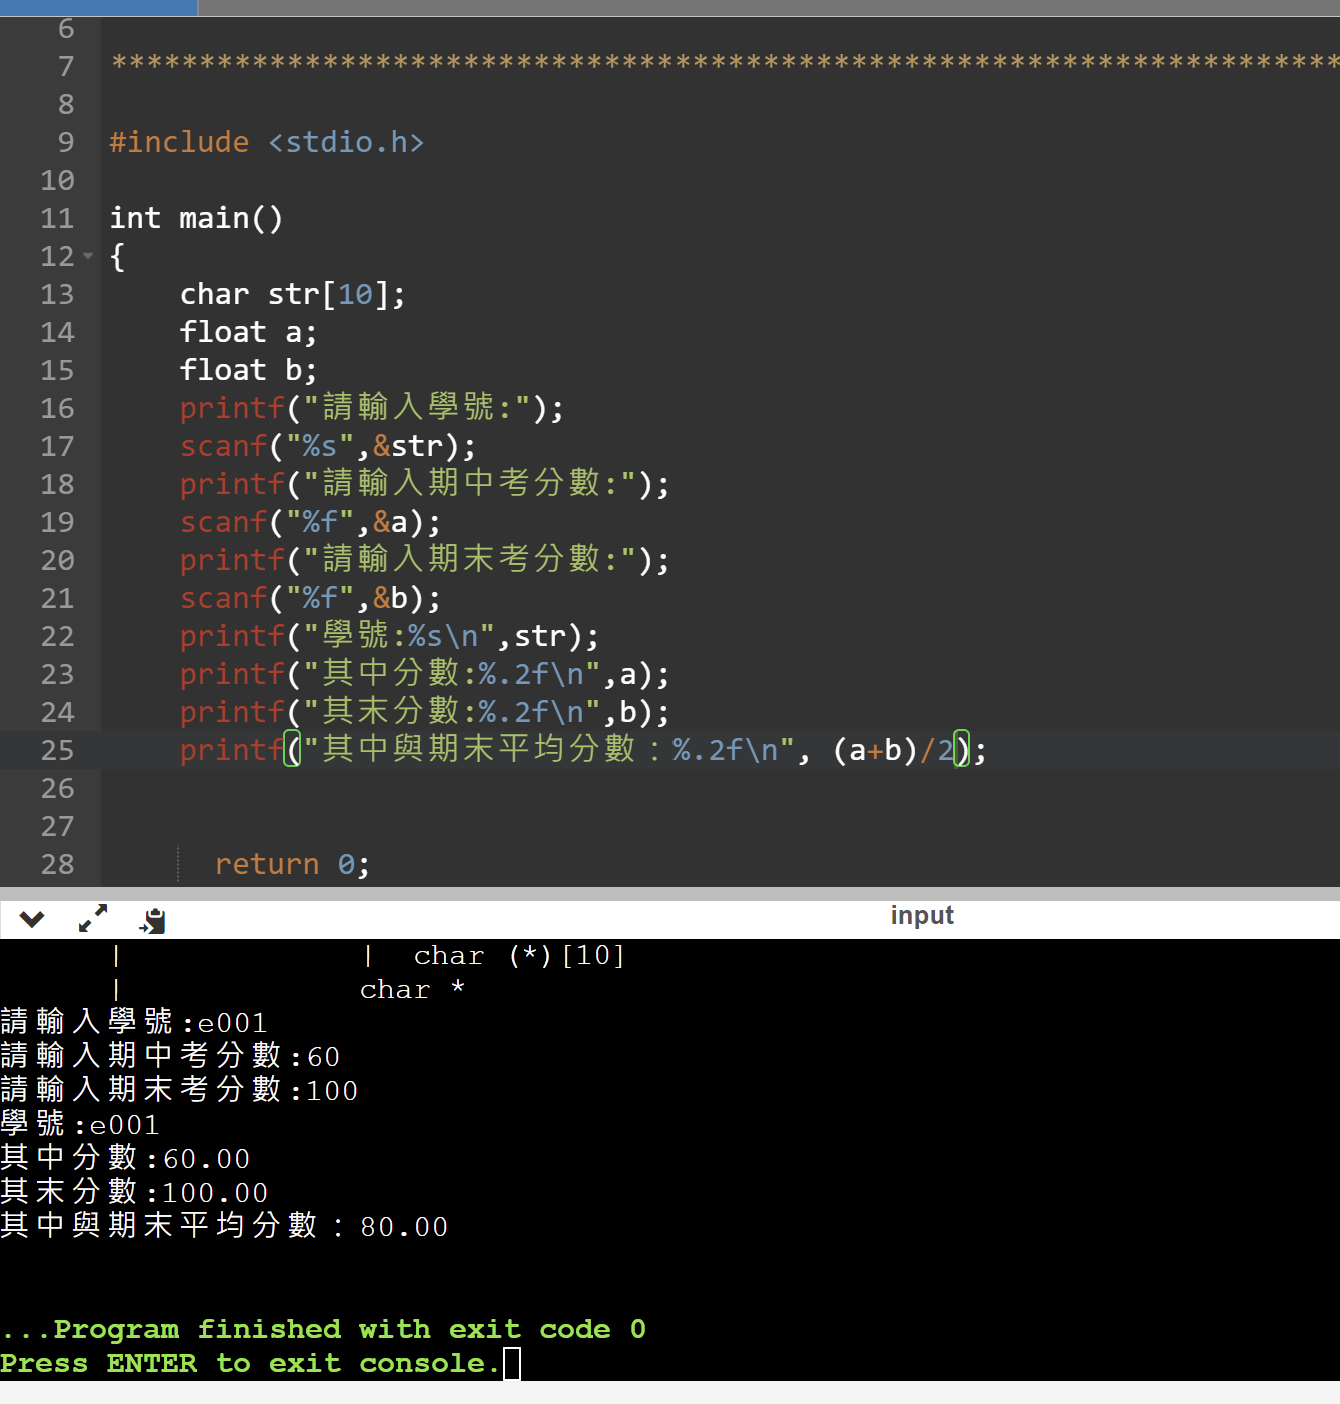 6
7 **********************************************************************
8
9 #include <stdio.h>
10
11 int main()
12 {
13 char str[10];
14 float a;
15 float b;
16 printf("請輸入學號:");
17 scanf("%s",&str);
18 printf("請輸入期中考分數:");
19 scanf("%f",&a);
20 printf("請輸入期末考分數:");
21 scanf("%f",&b);
22 printf("學號:%s\n",str);
23 printf("其中分數:%.2f\n",a);
24 printf("其末分數:%.2f\n",b);
25 printf("其中與期末平均分數：%.2f\n", (a+b)/2);
26
27
28 return 0;
input
| | char (*)[10]
| char *
請輸入學號:e001
請輸入期中考分數:60
請輸入期末考分數:100
學號:e001
其中分數:60.00
其末分數:100.00
其中與期末平均分數：80.00
...Program finished with exit code 0
Press ENTER to exit console.